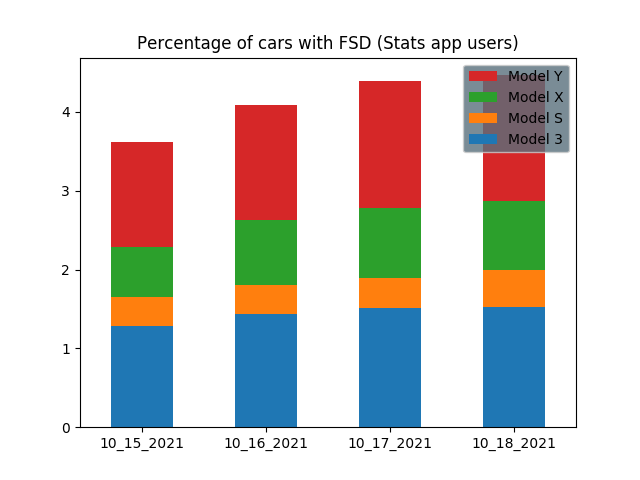 Percentage of cars with FSD (Stats app users)
Model Y
Model X
Model S
Model 3
4
3
2
1
0
10_15_2021 10_16_2021 10_17_2021 10_18_2021